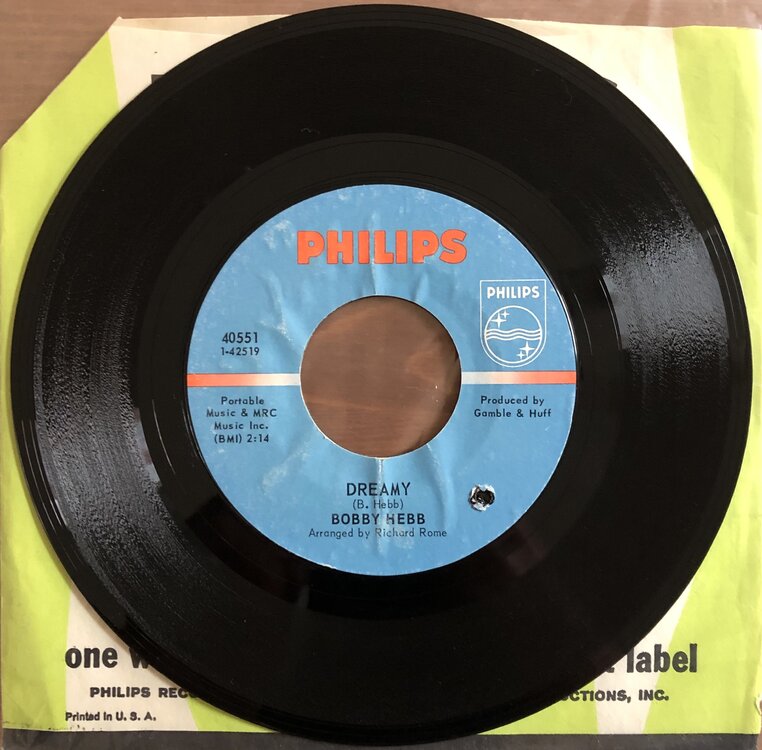 PHILIPS
PHILIPS
40551
1-42519
Portable
Music & MRC
Music Inc.
(BMI) 2:14
Produced by
Gamble & Huff
DREAMY
(B. Hebb)
BOBBY HEBB
Arranged by Richard Rome
one label
PHILIPS INC.
Printed in U. S. A.